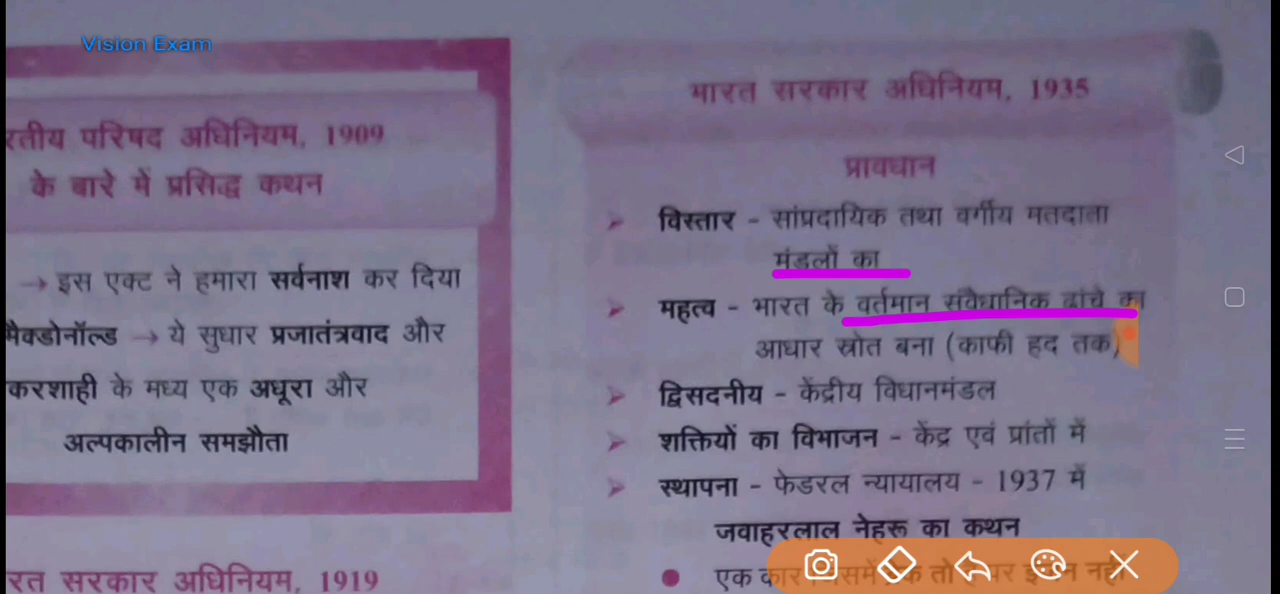 Vision Exam
रतीय परिषद अधिनियम, 1909
के बारे में प्रसिद्ध कथन
→ इस एक्ट ने हमारा सर्वनाश कर दिया
मैक्डोनॉल्ड → ये सुधार प्रजातंत्रवाद और
करशाही के मध्य एक अधूरा और
अल्पकालीन समझौता
रत सरकार अधिनियम, 1919
भारत सरकार अधिनियम, 1935
प्रावधान
➤ विस्तार - सांप्रदायिक तथा वर्गीय मतदाता
मंडलों का
➤ महत्व - भारत के वर्तमान संवैधानिक ढांचे का
आधार स्रोत बना (काफी हद तक)
➤ द्विसदनीय - केंद्रीय विधानमंडल
➤ शक्तियों का विभाजन - केंद्र एवं प्रांतों में
➤ स्थापना - फेडरल न्यायालय - 1937 में
जवाहरलाल नेहरू का कथन
● एक तो नहीं